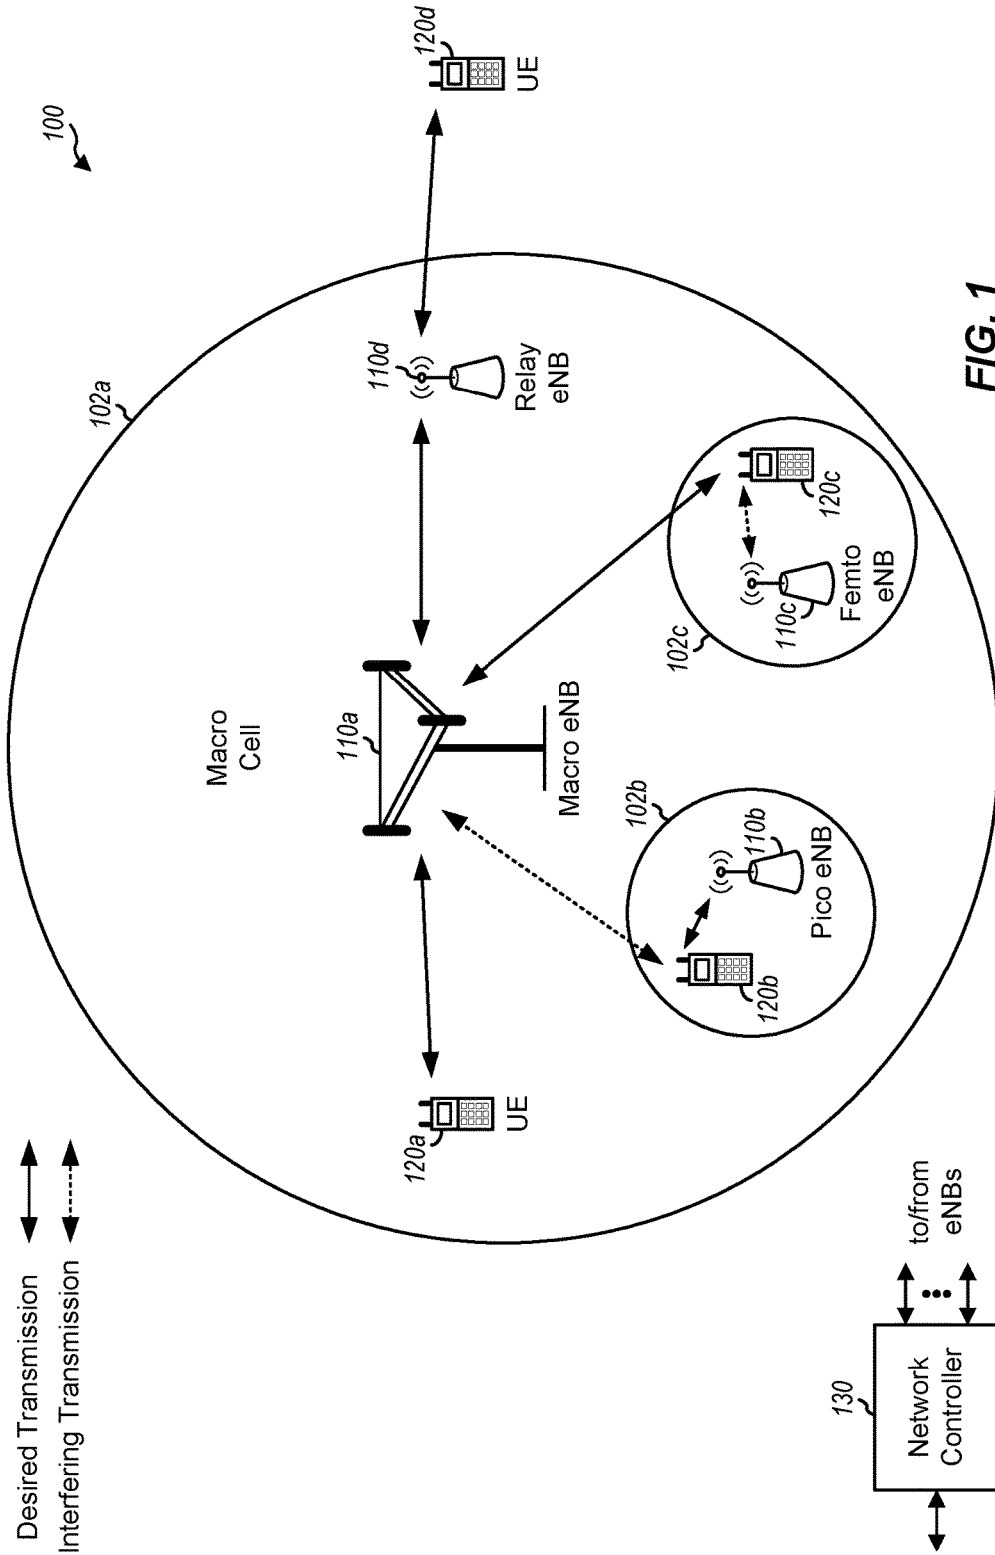 Desired Transmission
Interfering Transmission
100
102a
Macro
Cell
110a
Macro eNB
120a
UE
110d
Relay
eNB
120d
UE
102b
120b
110b
Pico eNB
102c
110c
Femto
eNB
120c
130
Network
Controller
to/from
eNBs
FIG. 1